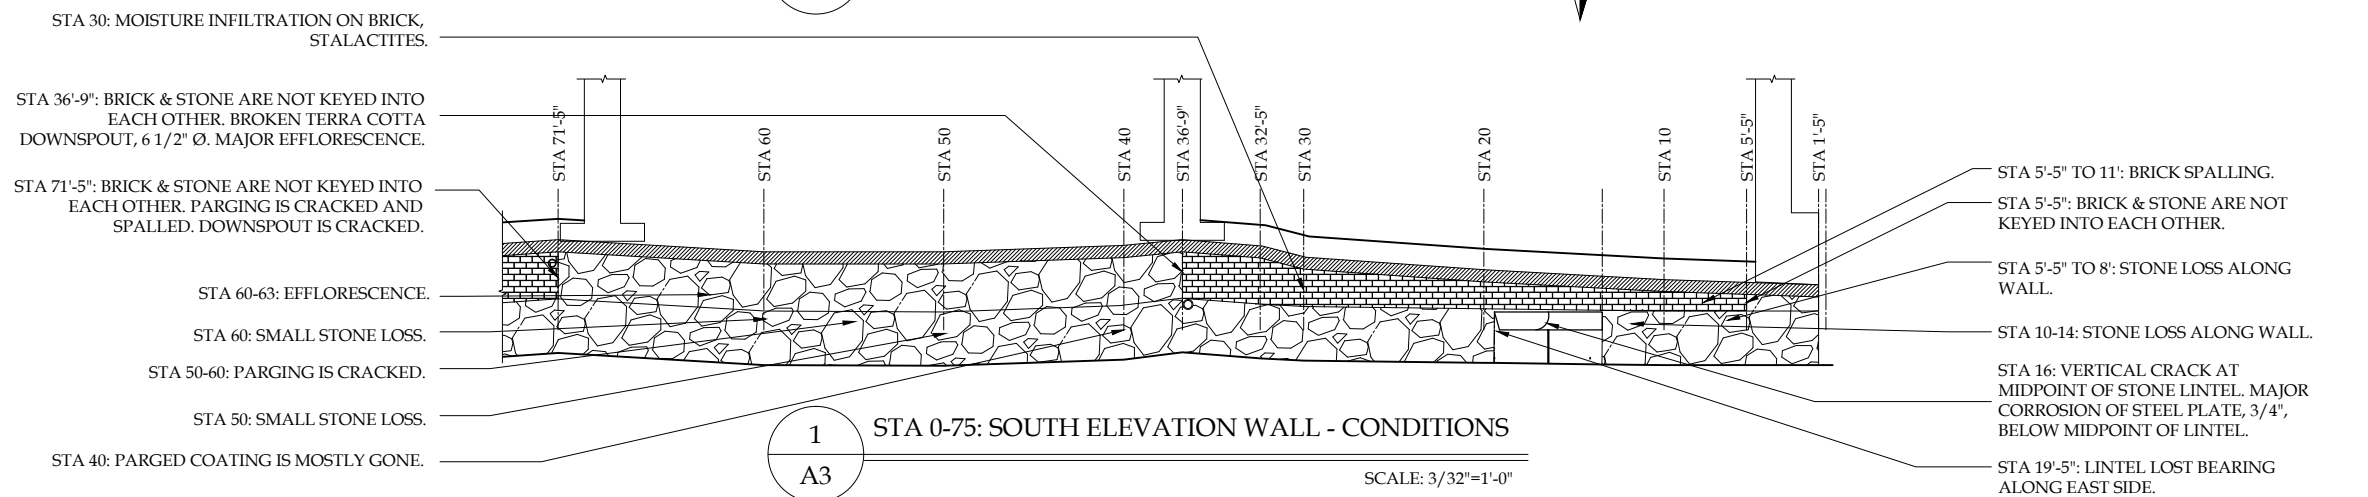 STA 30: MOISTURE INFILTRATION ON BRICK,
STALACTITES.
STA 36'-9": BRICK & STONE ARE NOT KEYED INTO
EACH OTHER. BROKEN TERRA COTTA
DOWNSPOUT, 6 1/2" Ø. MAJOR EFFLORESCENCE.
STA 71'-5": BRICK & STONE ARE NOT KEYED INTO
EACH OTHER. PARGING IS CRACKED AND
SPALLED. DOWNSPOUT IS CRACKED.
STA 60-63: EFFLORESCENCE.
STA 60: SMALL STONE LOSS.
STA 50-60: PARGING IS CRACKED.
STA 50: SMALL STONE LOSS.
STA 40: PARGED COATING IS MOSTLY GONE.
STA 71'-5"
STA 60
STA 50
STA 40
STA 36'-9"
STA 32'-5"
STA 30
STA 20
STA 10
STA 5'-5"
STA 1'-5"
STA 5'-5" TO 11': BRICK SPALLING.
STA 5'-5": BRICK & STONE ARE NOT
KEYED INTO EACH OTHER.
STA 5'-5" TO 8': STONE LOSS ALONG
WALL.
STA 10-14: STONE LOSS ALONG WALL.
STA 16: VERTICAL CRACK AT
MIDPOINT OF STONE LINTEL. MAJOR
CORROSION OF STEEL PLATE, 3/4",
BELOW MIDPOINT OF LINTEL.
STA 19'-5": LINTEL LOST BEARING
ALONG EAST SIDE.
1
A3
STA 0-75: SOUTH ELEVATION WALL - CONDITIONS
SCALE: 3/32"=1'-0"